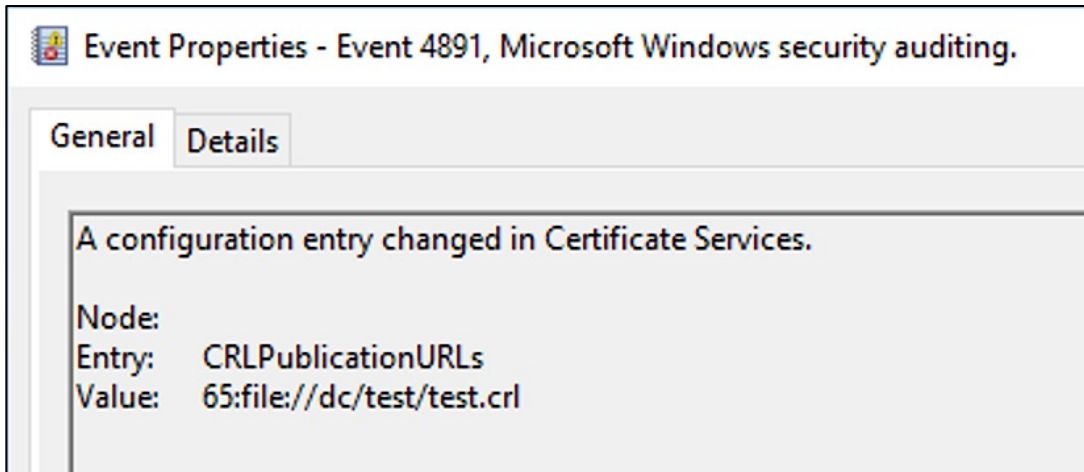 Event Properties - Event 4891, Microsoft Windows security auditing.
General Details
A configuration entry changed in Certificate Services.
Node:
Entry: CRLPublicationURLs
Value: 65:file://dc/test/test.crl